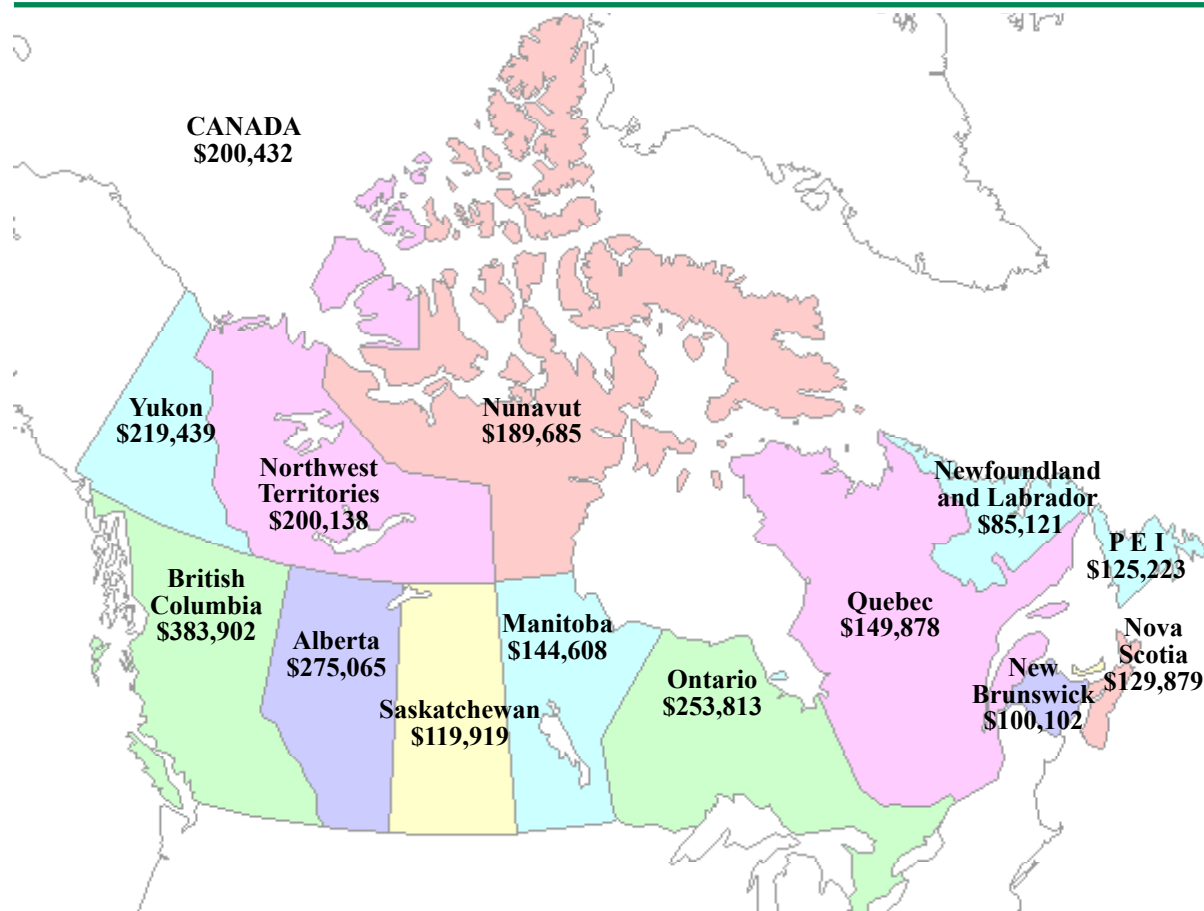 CANADA
$200,432
Yukon
$219,439
Northwest
Territories
$200,138
Nunavut
$189,685
Newfoundland
and Labrador
$85,121
P E I
$125,223
British
Columbia
$383,902
Alberta
$275,065
Saskatchewan
$119,919
Manitoba
$144,608
Ontario
$253,813
Quebec
$149,878
New
Brunswick
$100,102
Nova
Scotia
$129,879